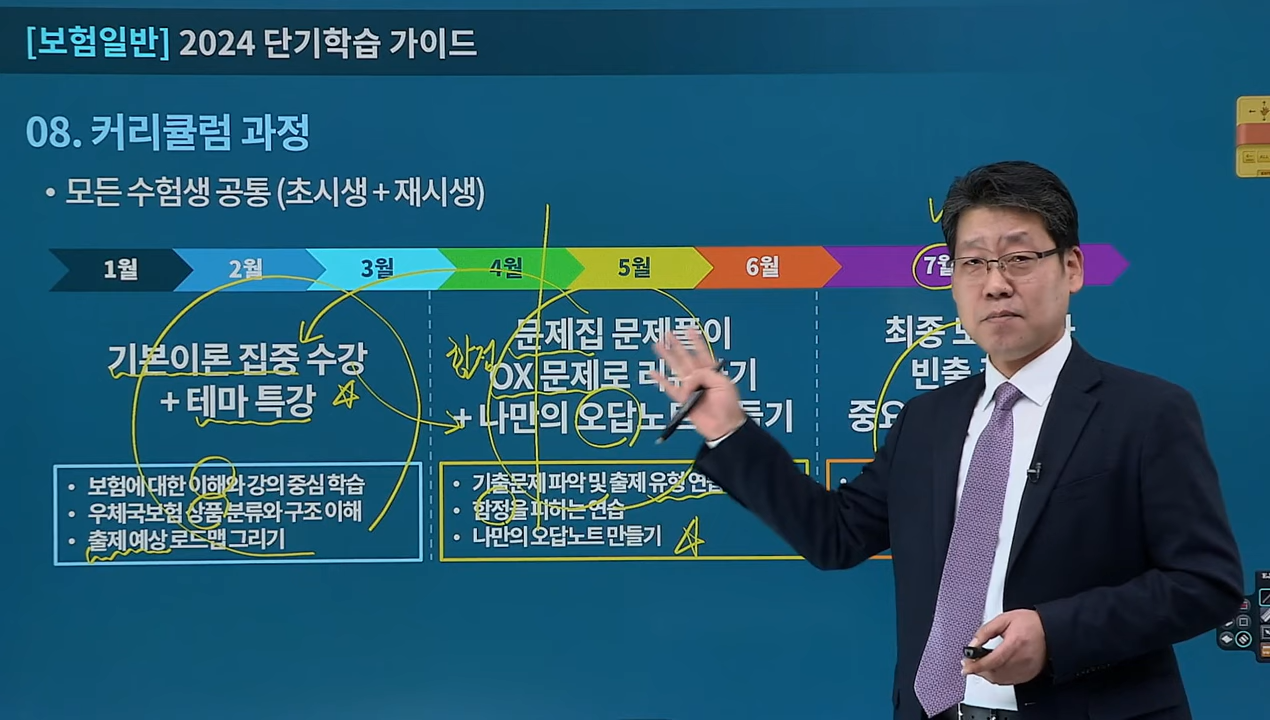 [보험일반] 2024 단기학습 가이드
08. 커리큘럼 과정
• 모든 수험생 공통 (초시생 + 재시생)
1월 2월 3월 4월 5월 6월 7월
기본이론 집중 수강
+ 테마 특강
• 보험에 대한 이해와 강의 중심 학습
• 우체국보험 상품 분류와 구조 이해
• 출제 예상 로드맵 그리기
함정
문제집 문제풀이
OX 문제로
+ 나만의 오답노트 만들기
• 기출문제 파악 및 출제 유형 연습
• 함정을 피하는 연습
• 나만의 오답노트 만들기
최종
빈출